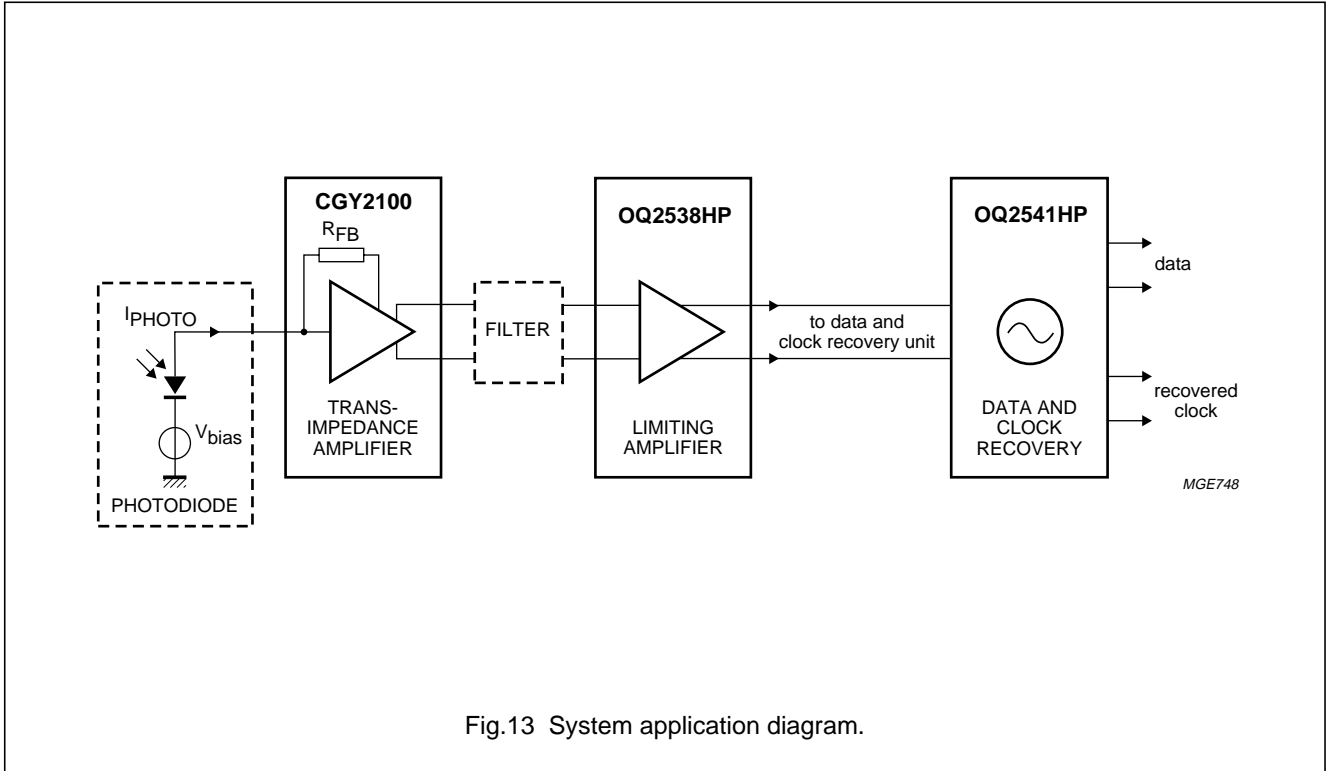 CGY2100
RFB
TRANS-
IMPEDANCE
AMPLIFIER
IPHOTO
Vbias
PHOTODIODE
FILTER
OQ2538HP
LIMITING
AMPLIFIER
to data and
clock recovery unit
OQ2541HP
DATA AND
CLOCK
RECOVERY
data
recovered
clock
MGE748
Fig.13 System application diagram.